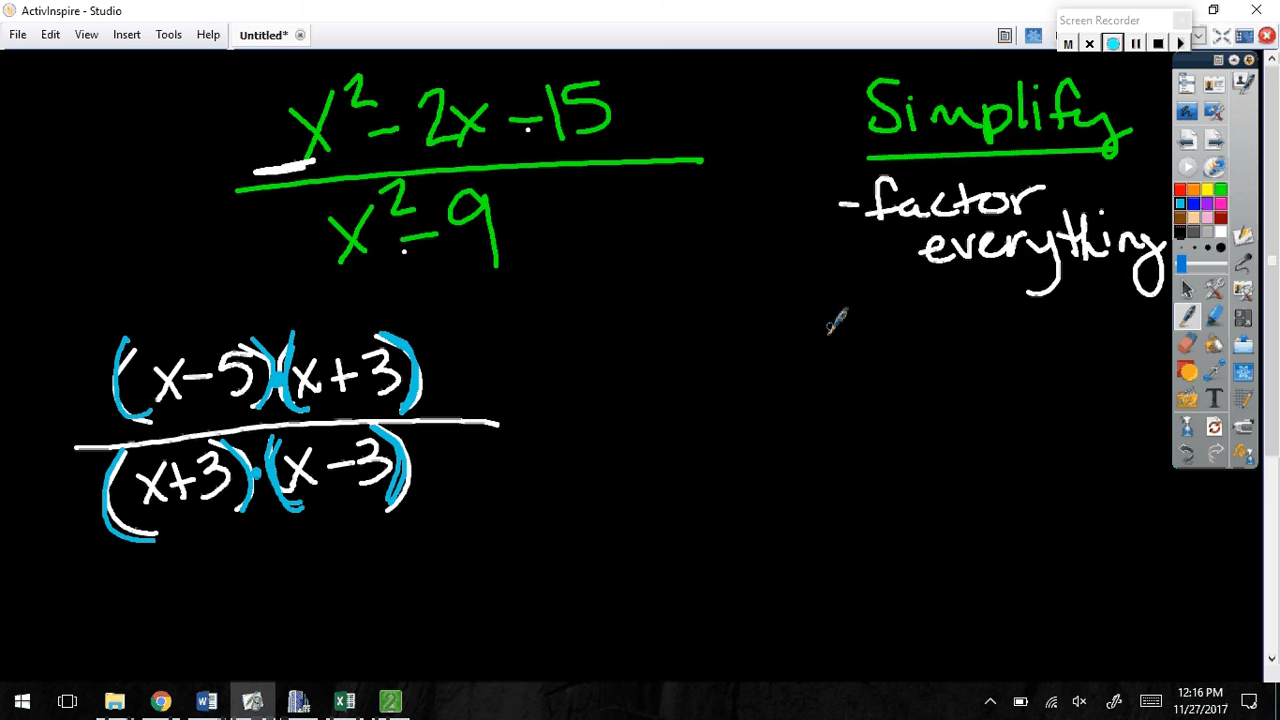 ActivInspire - Studio
Screen Recorder
File Edit View Insert Tools Help Untitled*
x² - 2x - 15
x² - 9
Simplify
- factor
everything
(x-5)·(x+3)
(x+3)·(x-3)
12:16 PM
11/27/2017